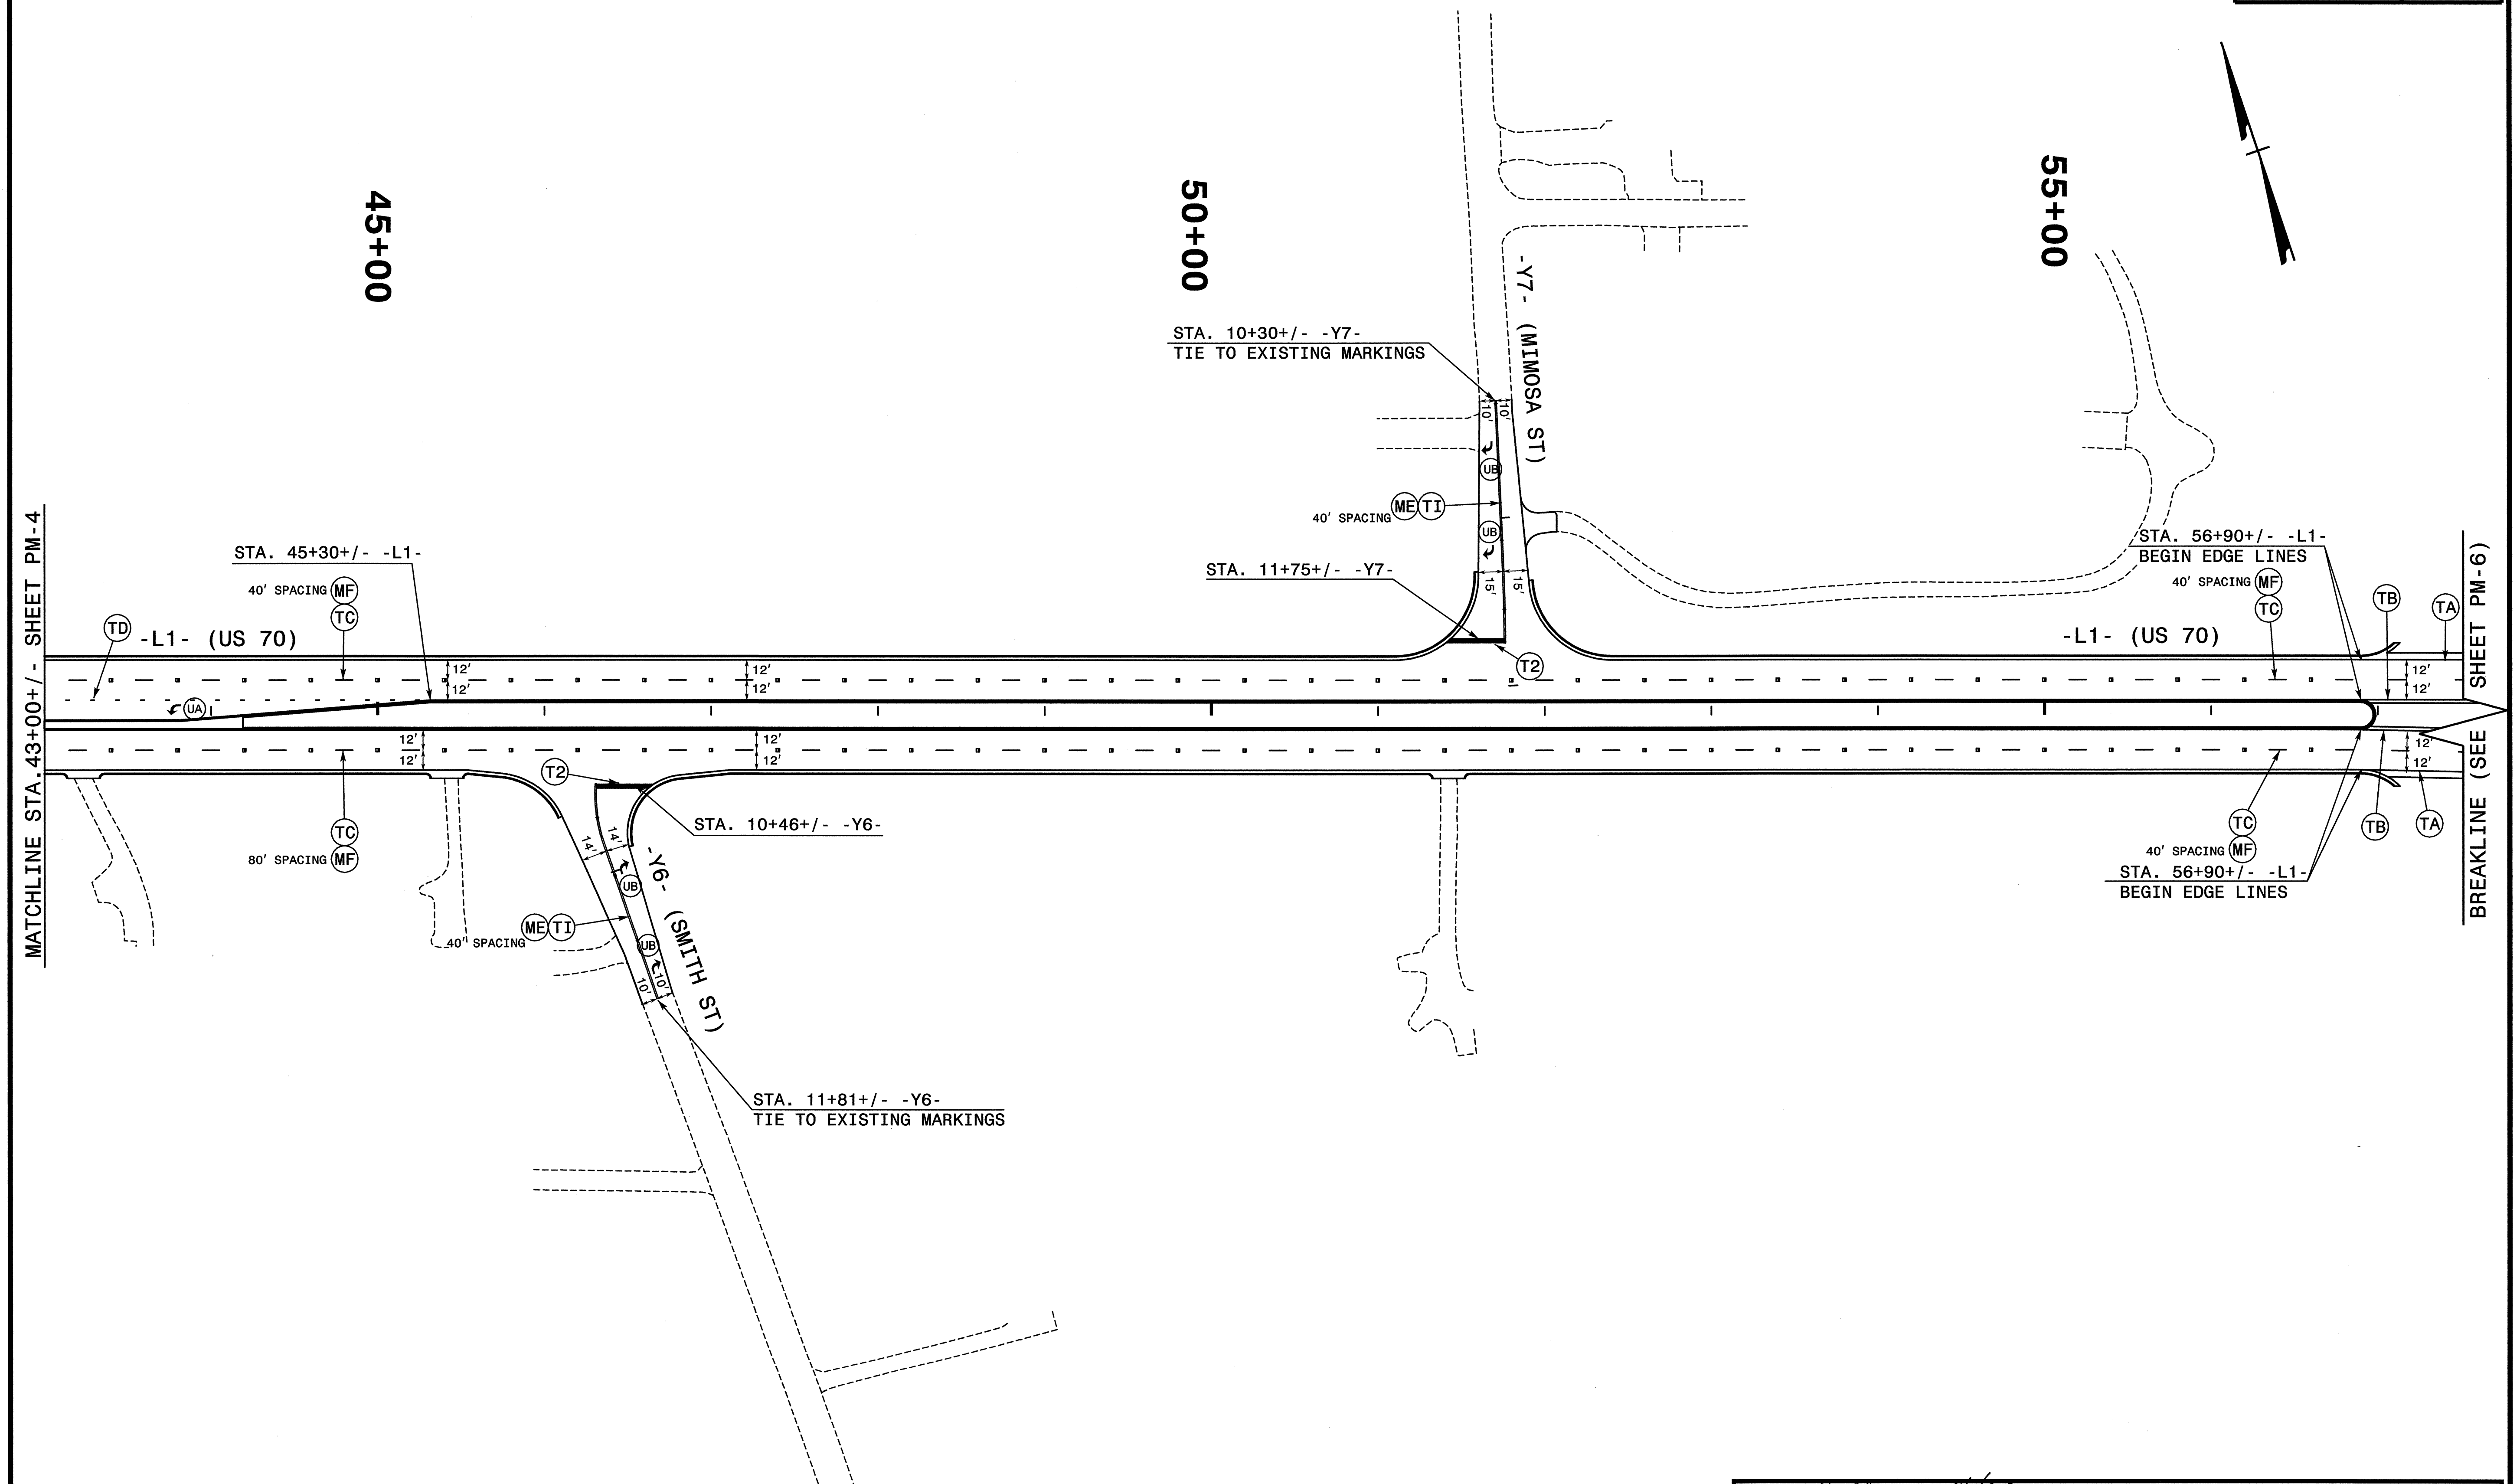 45+00
50+00
55+00
-Y7- (MIMOSA ST)
STA. 10+30+/- -Y7-
TIE TO EXISTING MARKINGS
10'
10'
UB
40' SPACING ME TI
UB
STA. 11+75+/- -Y7-
15'
15'
T2
MATCHLINE STA.43+00+/- SHEET PM-4
STA. 45+30+/- -L1-
40' SPACING MF
TC
TD
-L1- (US 70)
12'
12'
12'
12'
UA
STA. 56+90+/- -L1-
BEGIN EDGE LINES
40' SPACING MF
TC
TB
TA
-L1- (US 70)
12'
12'
BREAKLINE (SEE SHEET PM-6)
12'
12'
12'
12'
12'
12'
TC
80' SPACING MF
T2
STA. 10+46+/- -Y6-
14'
14'
UB
-Y6- (SMITH ST)
ME TI
40' SPACING
UB
10'
10'
STA. 11+81+/- -Y6-
TIE TO EXISTING MARKINGS
TC
40' SPACING MF
TB
TA
STA. 56+90+/- -L1-
BEGIN EDGE LINES